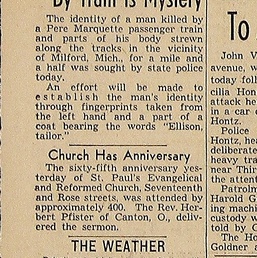 By Train is Mystery
The identity of a man killed by
a Pere Marquette passenger train
and parts of his body strewn
along the tracks in the vicinity
of Milford, Mich., for a mile and
a half was sought by state police
today.
An effort will be made to
establish the man's identity
through fingerprints taken from
the left hand and a part of a
coat bearing the words "Ellison,
tailor."
Church Has Anniversary
The sixty-fifth anniversary yes-
terday of St. Paul's Evangelical
and Reformed Church, Seventeenth
and Rose streets, was attended by
approximately 400. The Rev. Her-
bert Pfister of Canton, O., deliv-
ered the sermon.
THE WEATHER
To
John V
avenue, w
today foll
cilia Hon
attack he
in a car o
Hontz.
Police
Hontz, he
deliberate
heavy tra
near Thir
the attent
Patrolm
Harold G
ing machi
custody w
told by C
The Ho
Goldner a